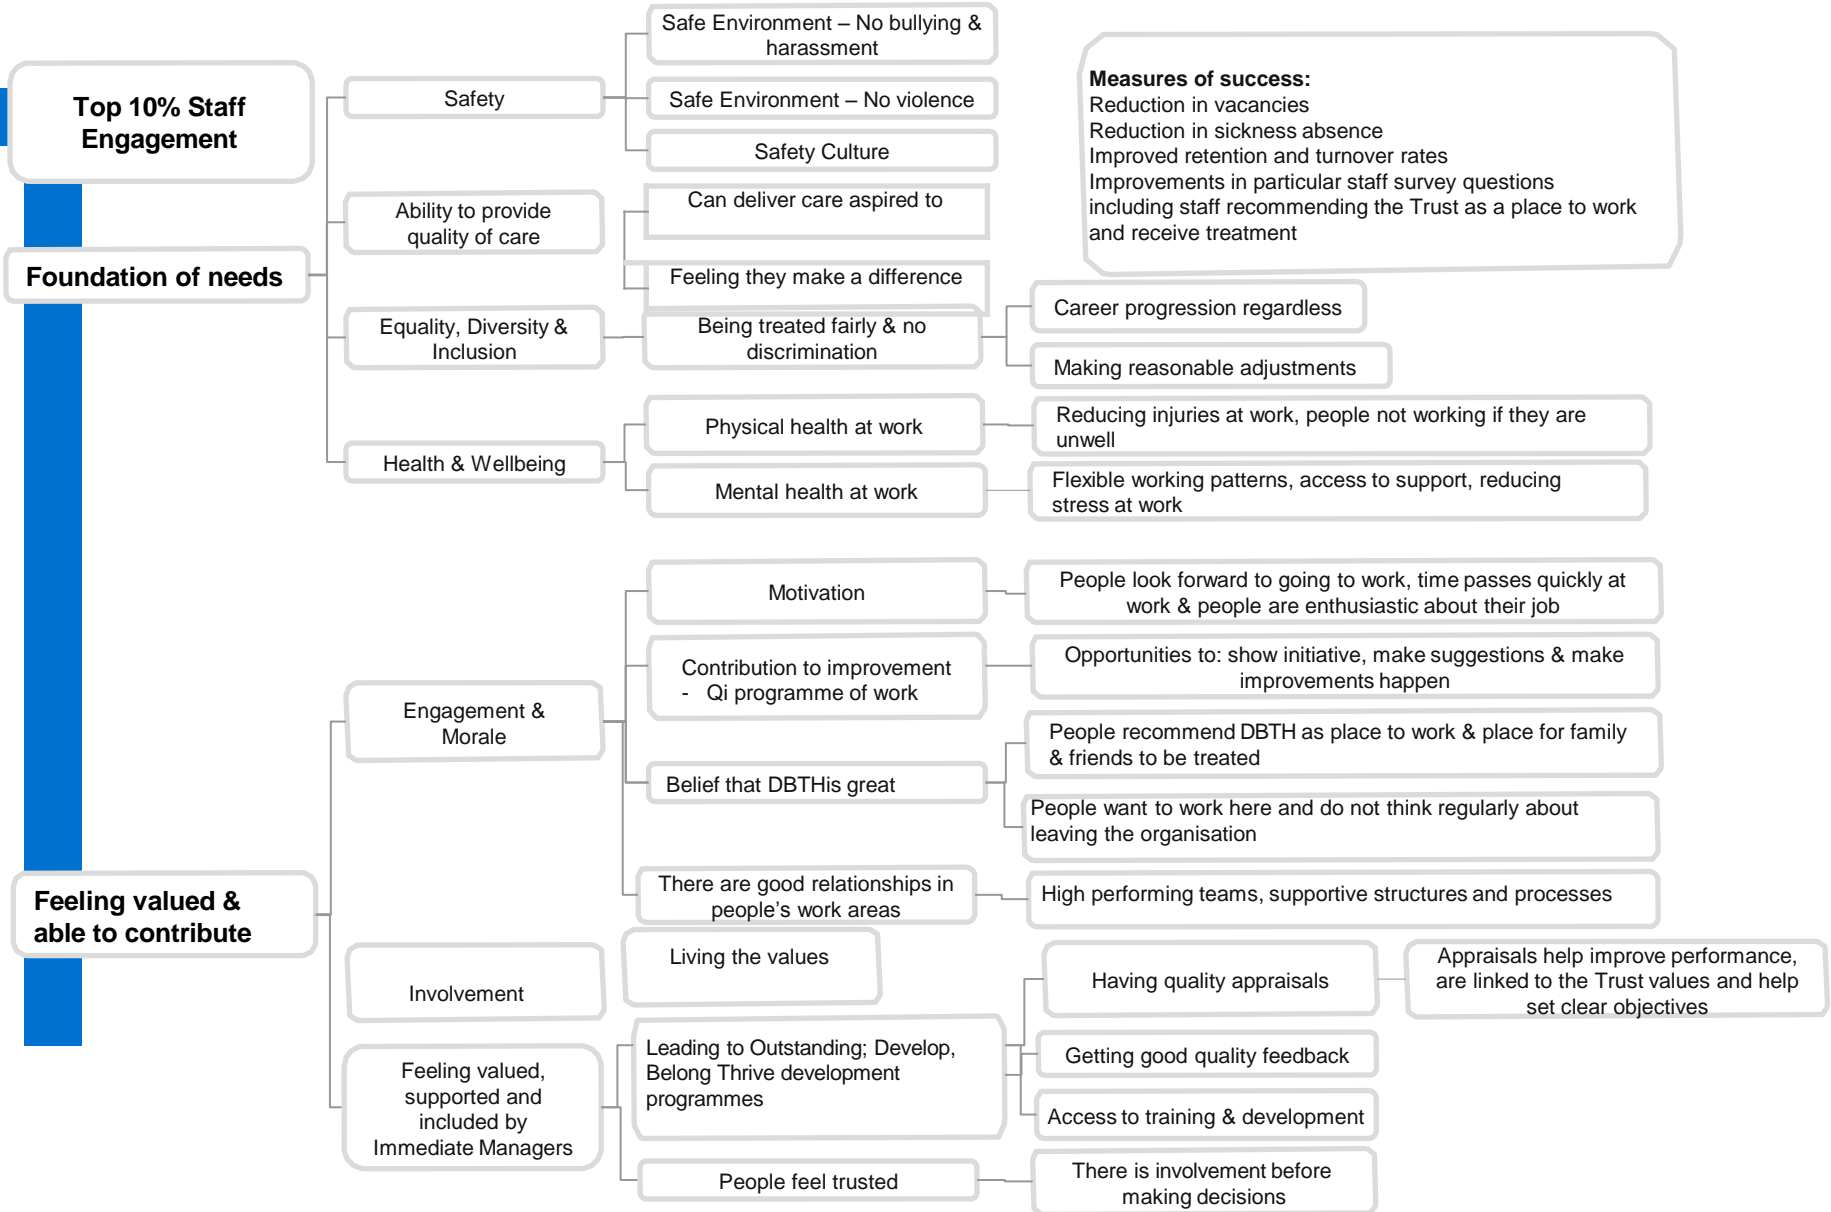 Top 10% Staff
Engagement
Foundation of needs
Safety
Safe Environment – No bullying &
harassment
Safe Environment – No violence
Safety Culture
Ability to provide
quality of care
Can deliver care aspired to
Feeling they make a difference
Equality, Diversity &
Inclusion
Being treated fairly & no
discrimination
Career progression regardless
Making reasonable adjustments
Health & Wellbeing
Physical health at work
Reducing injuries at work, people not working if they are
unwell
Mental health at work
Flexible working patterns, access to support, reducing
stress at work
Measures of success:
Reduction in vacancies
Reduction in sickness absence
Improved retention and turnover rates
Improvements in particular staff survey questions
including staff recommending the Trust as a place to work
and receive treatment
Feeling valued &
able to contribute
Engagement &
Morale
Motivation
People look forward to going to work, time passes quickly at
work & people are enthusiastic about their job
Contribution to improvement
- Qi programme of work
Opportunities to: show initiative, make suggestions & make
improvements happen
Belief that DBTHis great
People recommend DBTH as place to work & place for family
& friends to be treated
People want to work here and do not think regularly about
leaving the organisation
There are good relationships in
people’s work areas
High performing teams, supportive structures and processes
Involvement
Living the values
Feeling valued,
supported and
included by
Immediate Managers
Leading to Outstanding; Develop,
Belong Thrive development
programmes
Having quality appraisals
Appraisals help improve performance,
are linked to the Trust values and help
set clear objectives
Getting good quality feedback
Access to training & development
People feel trusted
There is involvement before
making decisions